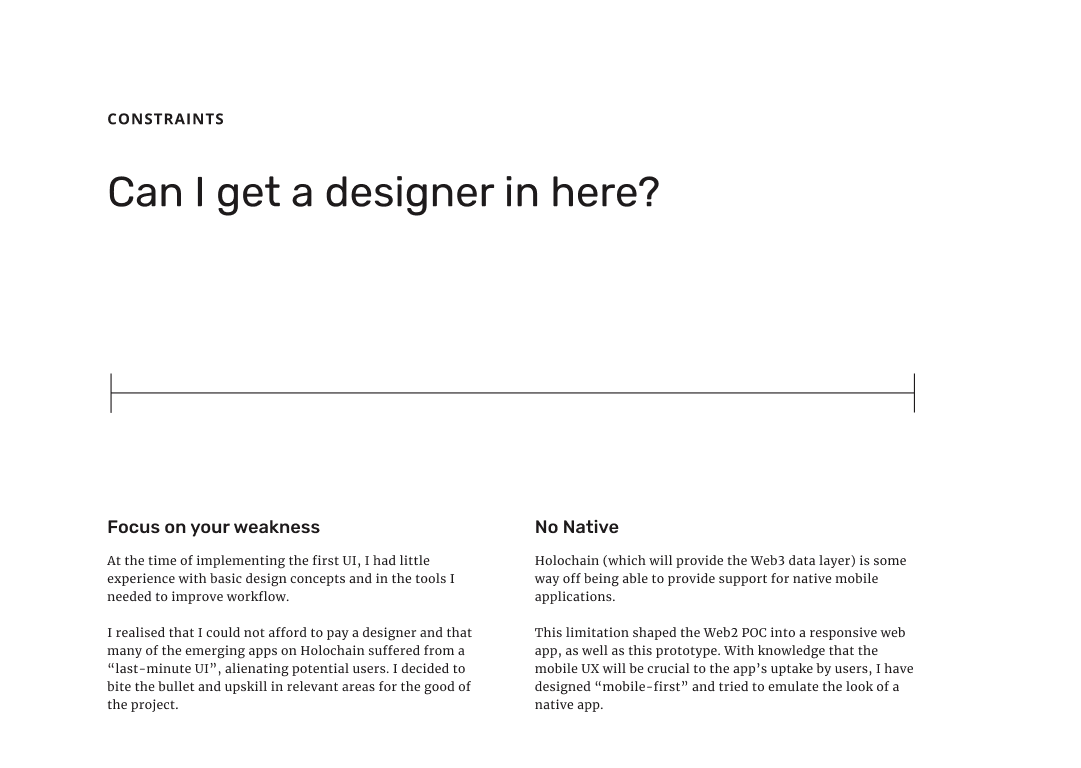 CONSTRAINTS
Can I get a designer in here?
Focus on your weakness
At the time of implementing the first UI, I had little
experience with basic design concepts and in the tools I
needed to improve workflow.
I realised that I could not afford to pay a designer and that
many of the emerging apps on Holochain suffered from a
“last-minute UI”, alienating potential users. I decided to
bite the bullet and upskill in relevant areas for the good of
the project.
No Native
Holochain (which will provide the Web3 data layer) is some
way off being able to provide support for native mobile
applications.
This limitation shaped the Web2 POC into a responsive web
app, as well as this prototype. With knowledge that the
mobile UX will be crucial to the app’s uptake by users, I have
designed “mobile-first” and tried to emulate the look of a
native app.